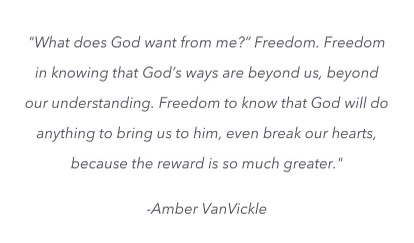 "What does God want from me?” Freedom. Freedom
in knowing that God’s ways are beyond us, beyond
our understanding. Freedom to know that God will do
anything to bring us to him, even break our hearts,
because the reward is so much greater."
-Amber VanVickle